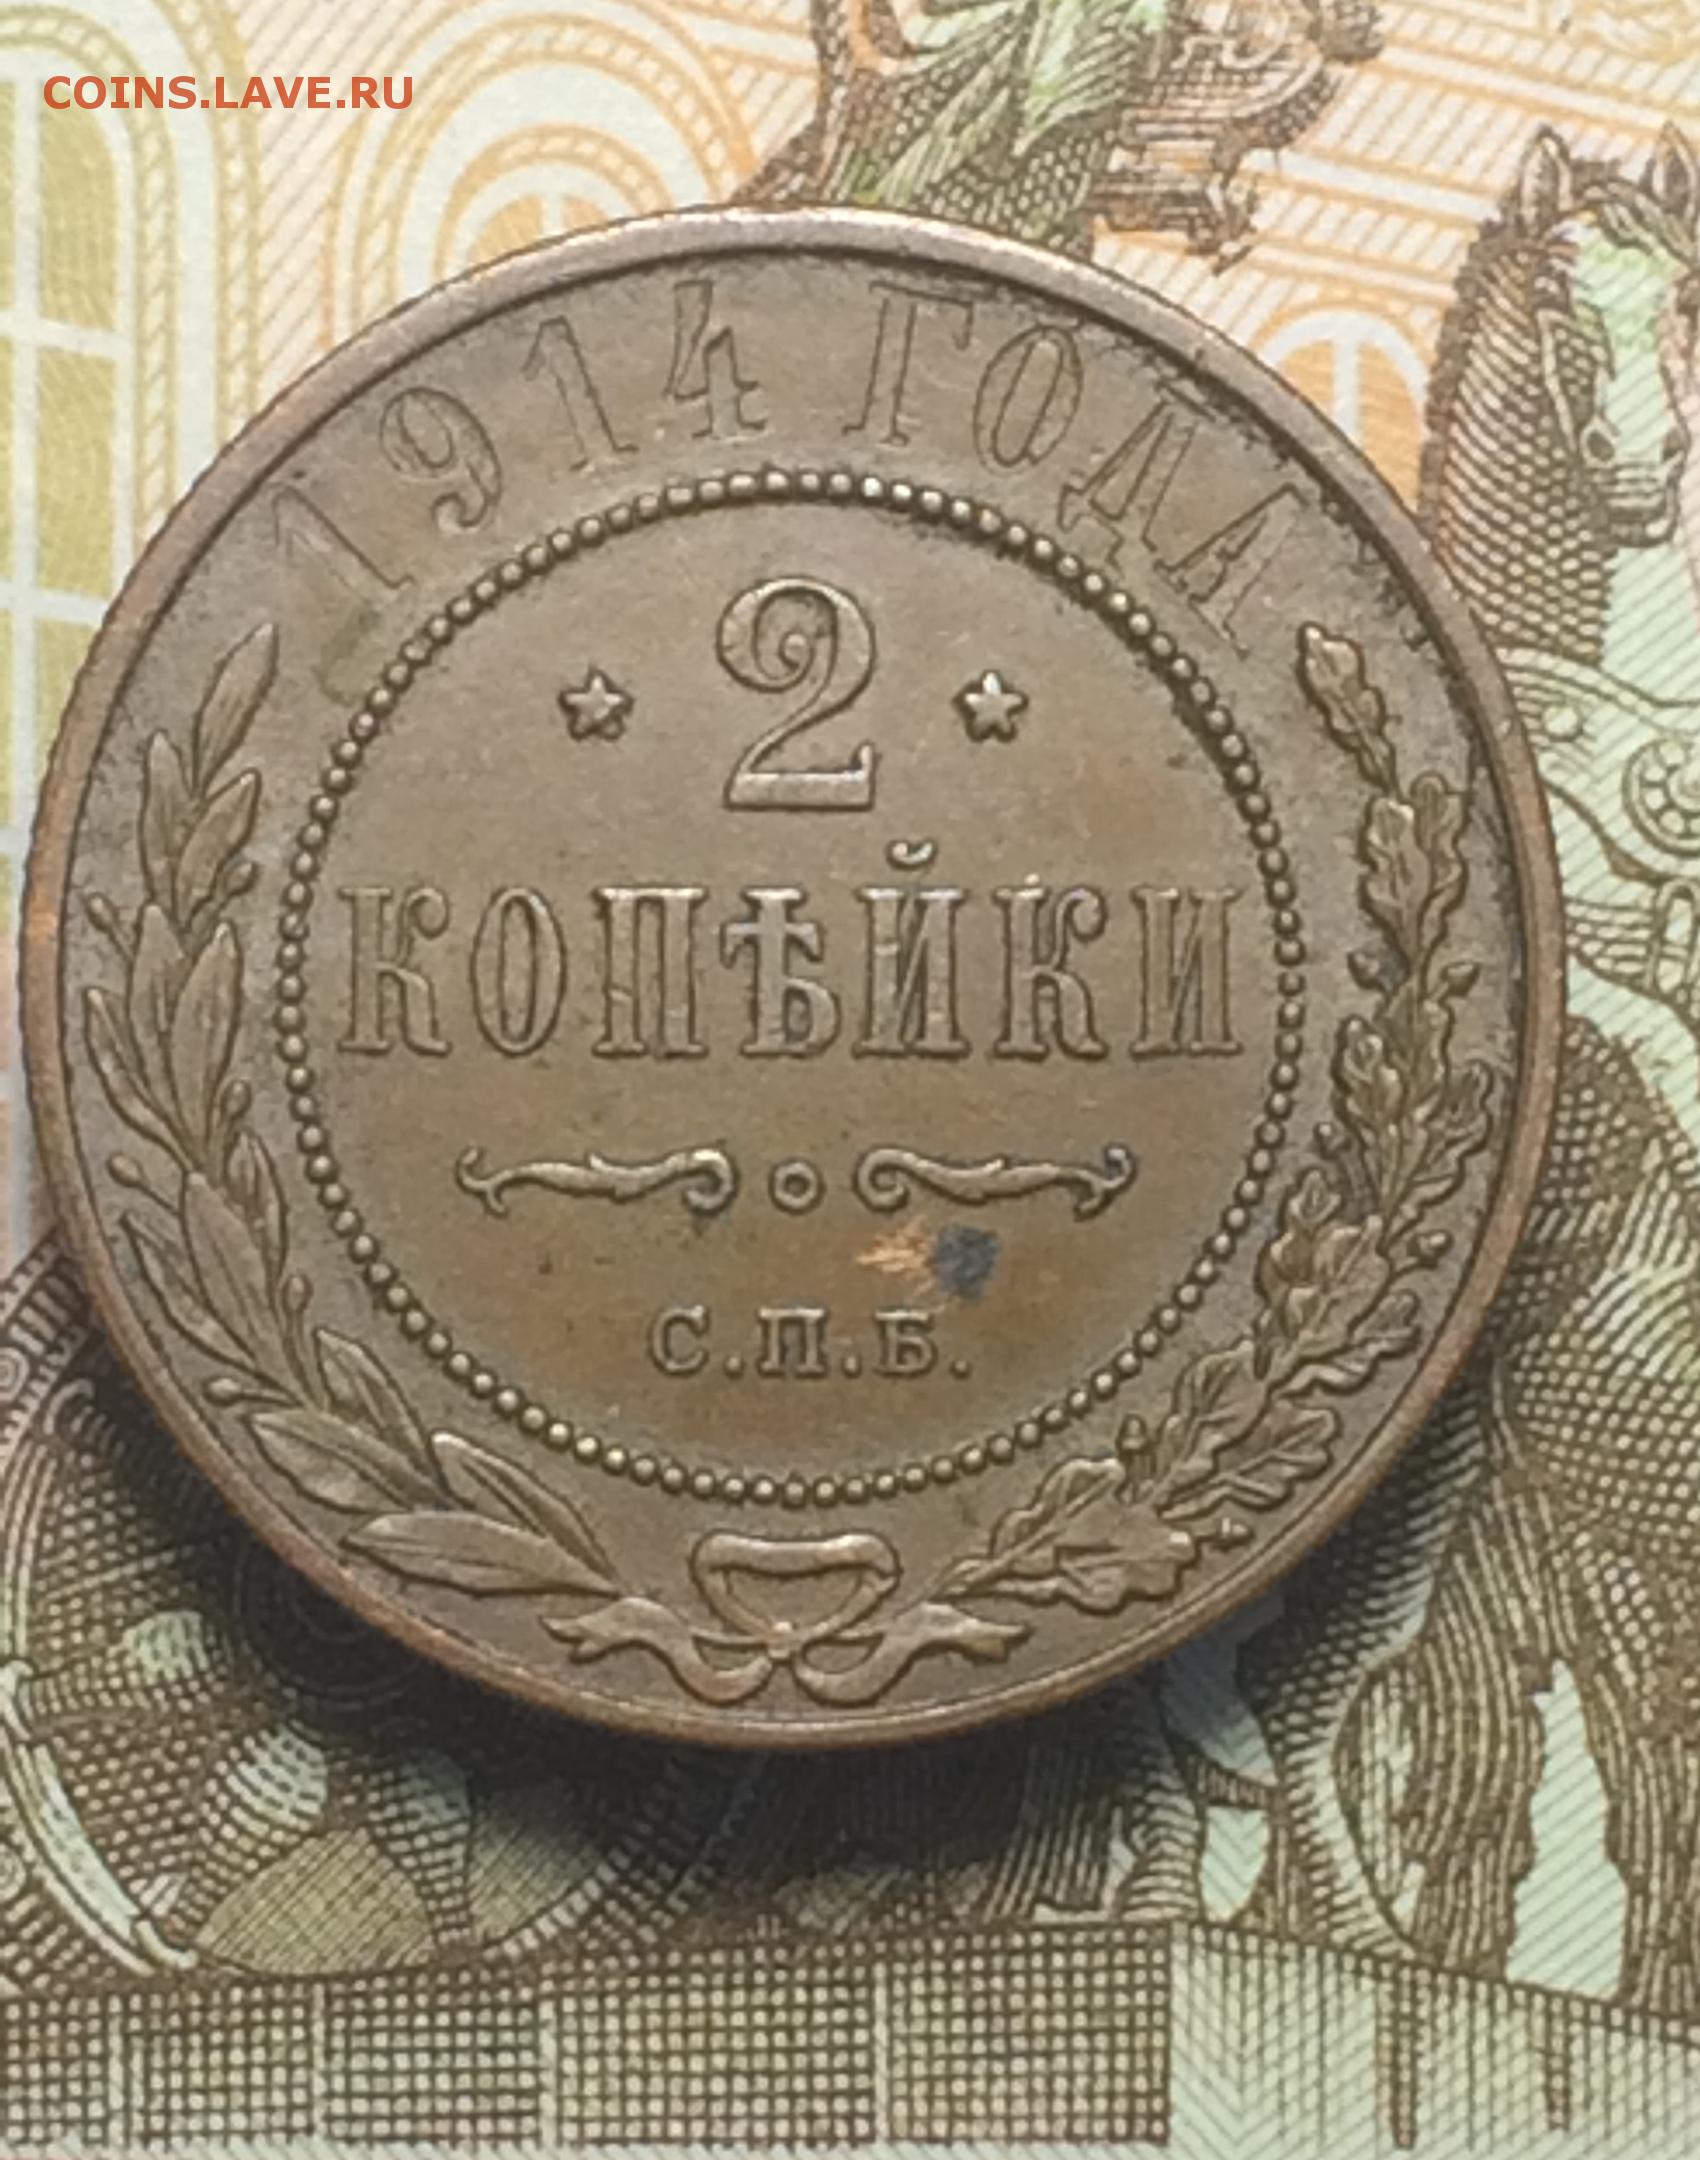 COINS.LAVE.RU
1914 ГОДА
2
КОПѢЙКИ
С.П.Б.